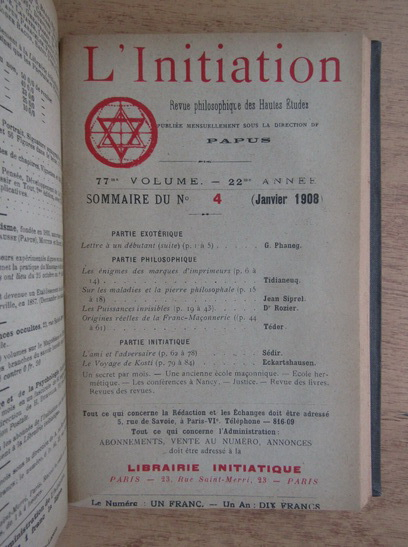 L'Initiation
Revue philosophique des Hautes Études
PUBLIÉE MENSUELLEMENT SOUS LA DIRECTION DE
PAPUS
77me VOLUME. — 22me ANNÉE
SOMMAIRE DU No 4 (Janvier 1908)
PARTIE EXOTÉRIQUE
Lettre à un débutant (suite) (p. 1 à 5) . . . . . G. Phaneg.
PARTIE PHILOSOPHIQUE
Les énigmes des marques d'imprimeurs (p. 6 à
14) . . . . . Tidianeuq.
Sur les maladies et la pierre philosophale (p. 15
à 18) . . . . . Jean Siprel.
Les Puissances invisibles (p. 19 à 43) . . . . . Dr Rozier.
Origines réelles de la Franc-Maçonnerie (p. 44
à 61) . . . . . Téder
PARTIE INITIATIQUE
L'ami et l'adversaire (p. 62 à 78) . . . . . Sédir.
Le Voyage de Kosti (p. 79 à 84) . . . . . Eckartshausen.
Un secret par mois. — Une ancienne école maçonnique. — École her-
métique. — Les conférences à Nancy. — Justice. — Revue des livres.
Revues des revues.
Tout ce qui concerne la Rédaction et les Échanges doit être adressé
5, rue de Savoie, à Paris-VIe. Téléphone — 816-09
Tout ce qui concerne l'Administration:
ABONNEMENTS, VENTE AU NUMÉRO, ANNONCES
doit être adressé à la
LIBRAIRIE INITIATIQUE
PARIS — 23, Rue Saint-Merri, 23 — PARIS
Le Numéro : UN FRANC. — Un An : DIX FRANCS